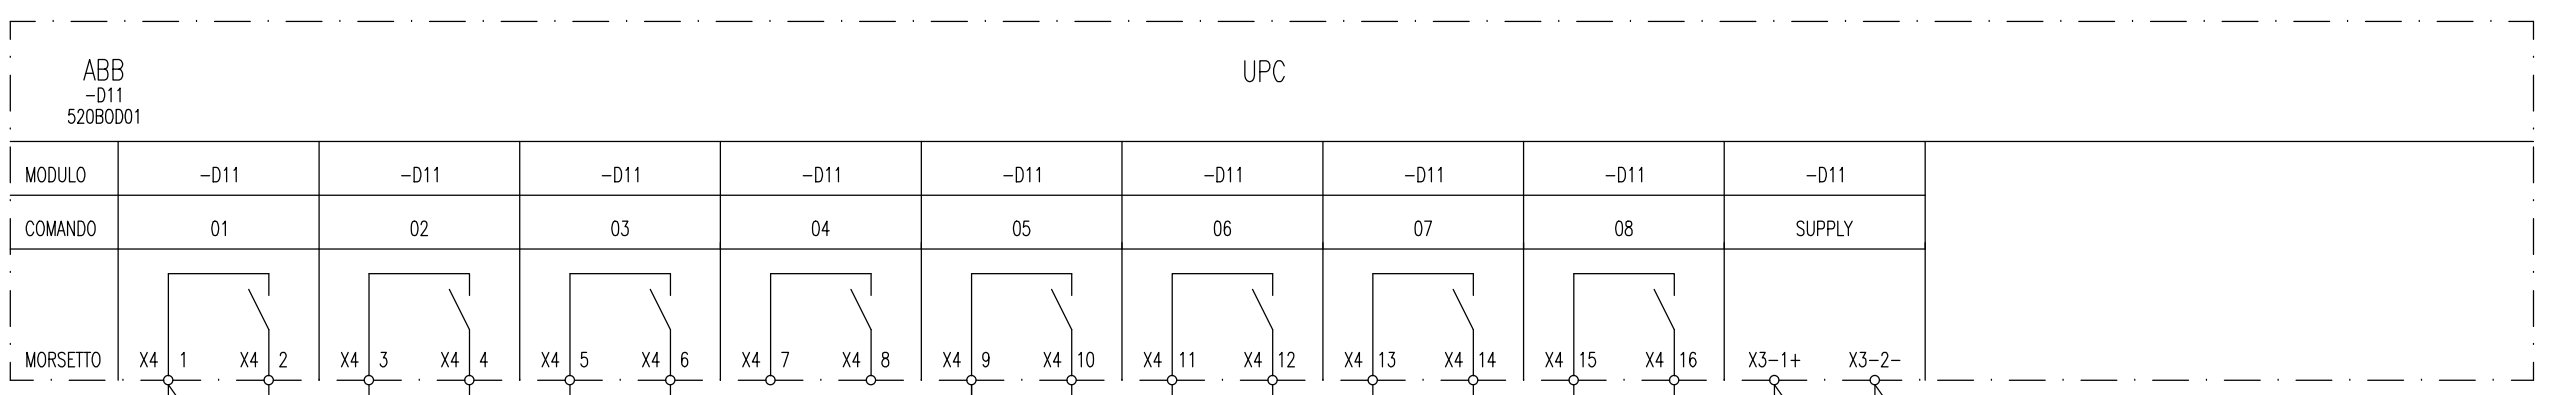 ABB
UPC
-D11
520BOD01
MODULO -D11 -D11 -D11 -D11 -D11 -D11 -D11 -D11 -D11
COMANDO 01 02 03 04 05 06 07 08 SUPPLY
MORSETTO X4 1 X4 2 X4 3 X4 4 X4 5 X4 6 X4 7 X4 8 X4 9 X4 10 X4 11 X4 12 X4 13 X4 14 X4 15 X4 16 X3-1+ X3-2-